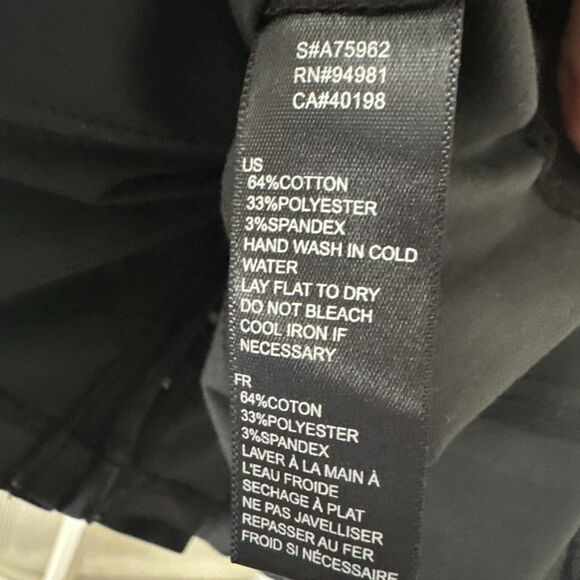 S#A75962
RN#94981
CA#40198
US
64%COTTON
33%POLYESTER
3%SPANDEX
HAND WASH IN COLD
WATER
LAY FLAT TO DRY
DO NOT BLEACH
COOL IRON IF
NECESSARY
FR
64%COTON
33%POLYESTER
3%SPANDEX
LAVER À LA MAIN À
L'EAU FROIDE
SECHAGE À PLAT
NE PAS JAVELLISER
REPASSER AU FER
FROID SI NÉCESSAIRE